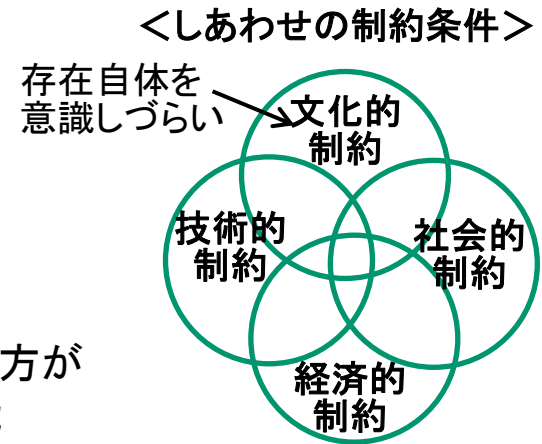 ＜しあわせの制約条件＞
存在自体を
意識しづらい
文化的
制約
技術的
制約
社会的
制約
方が
経済的
制約